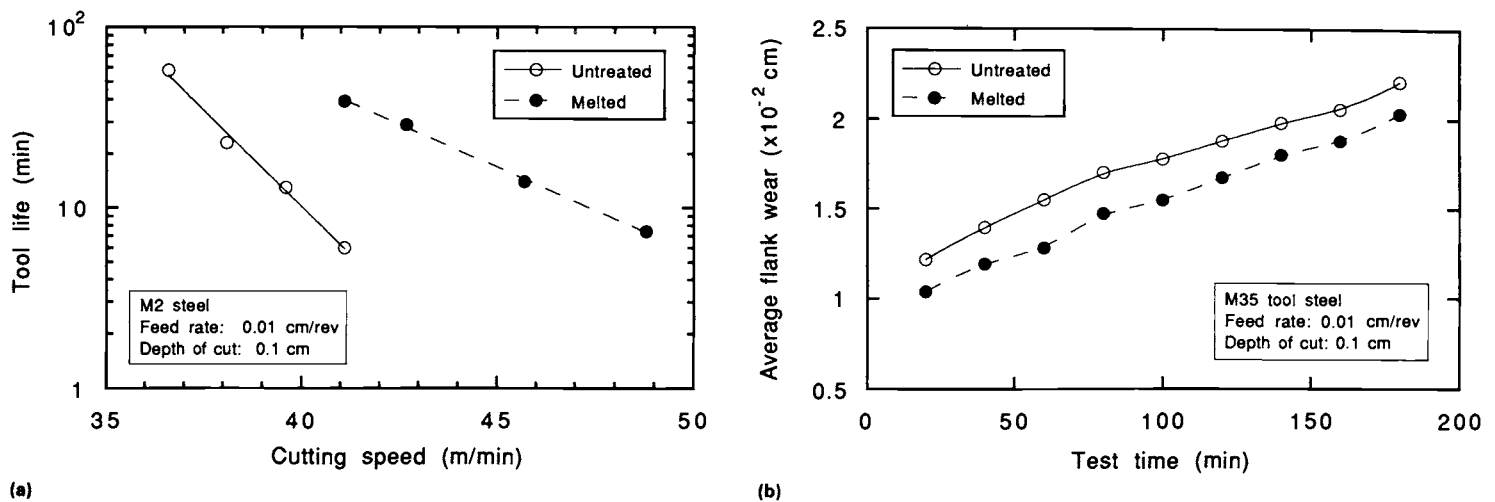 10²
10
1
Tool life (min)
Untreated
Melted
M2 steel
Feed rate: 0.01 cm/rev
Depth of cut: 0.1 cm
35 40 45 50
Cutting speed (m/min)
(a)
2.5
2
1.5
1
0.5
Average flank wear (x10⁻² cm)
Untreated
Melted
M35 tool steel
Feed rate: 0.01 cm/rev
Depth of cut: 0.1 cm
0 50 100 150 200
Test time (min)
(b)